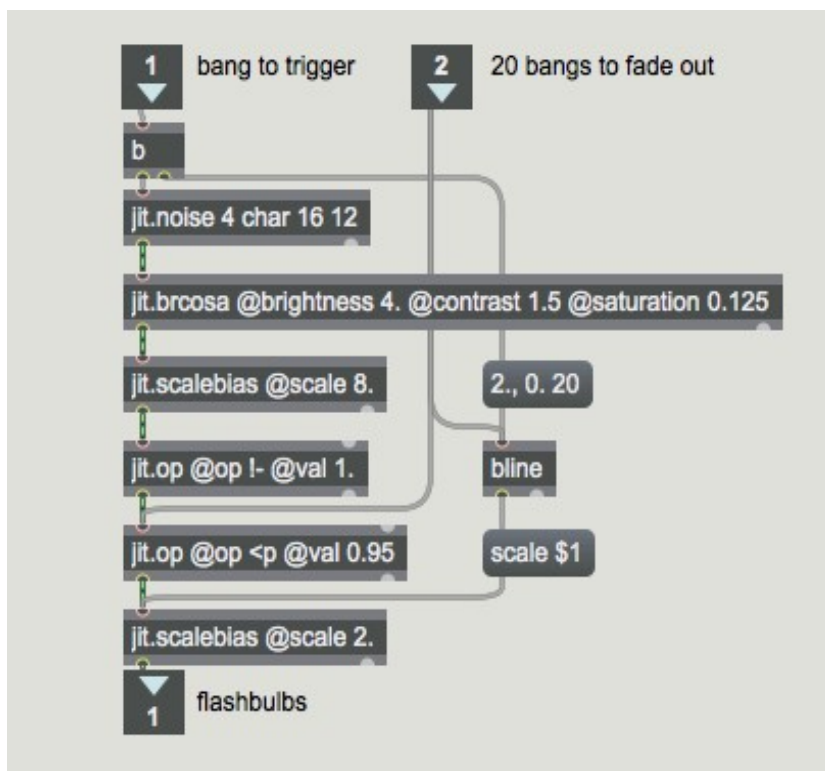 1 bang to trigger
2 20 bangs to fade out
b
jit.noise 4 char 16 12
jit.brcosa @brightness 4. @contrast 1.5 @saturation 0.125
jit.scalebias @scale 8.
2., 0. 20
jit.op @op !- @val 1.
bline
jit.op @op <p @val 0.95
scale $1
jit.scalebias @scale 2.
1 flashbulbs